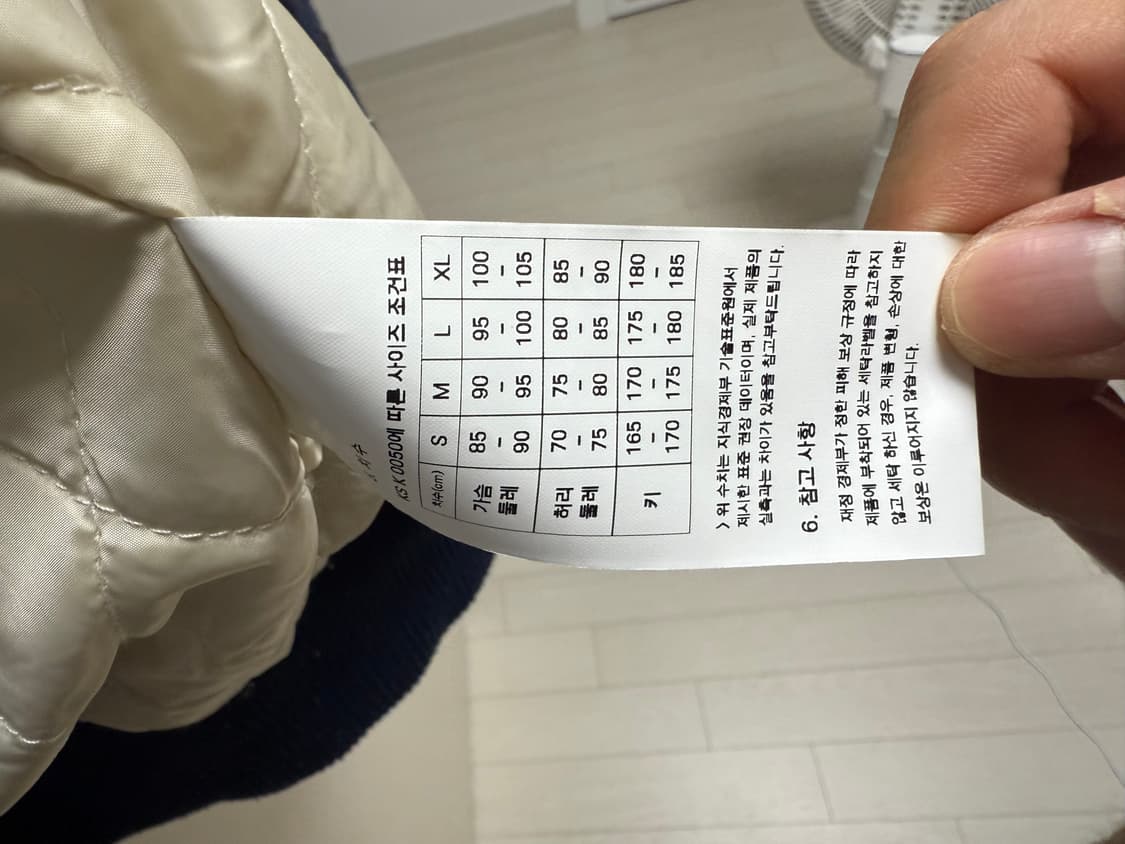 치수
KS K 0050에 따른 사이즈 조건표
치수(cm) S M L XL
가슴둘레 85-90 90-95 95-100 100-105
허리둘레 70-75 75-80 80-85 85-90
키 165-170 170-175 175-180 180-185
> 위 수치는 지식경제부 기술표준원에서
제시한 표준 권장 데이터이며, 실제 제품의
실측과는 차이가 있음을 참고부탁드립니다.
6. 참고 사항
재정 경제부가 정한 피해 보상 규정에 따라
제품에 부착되어 있는 세탁라벨을 참고하지
않고 세탁 하신 경우, 제품 변형, 손상에 대한
보상은 이루어지지 않습니다.